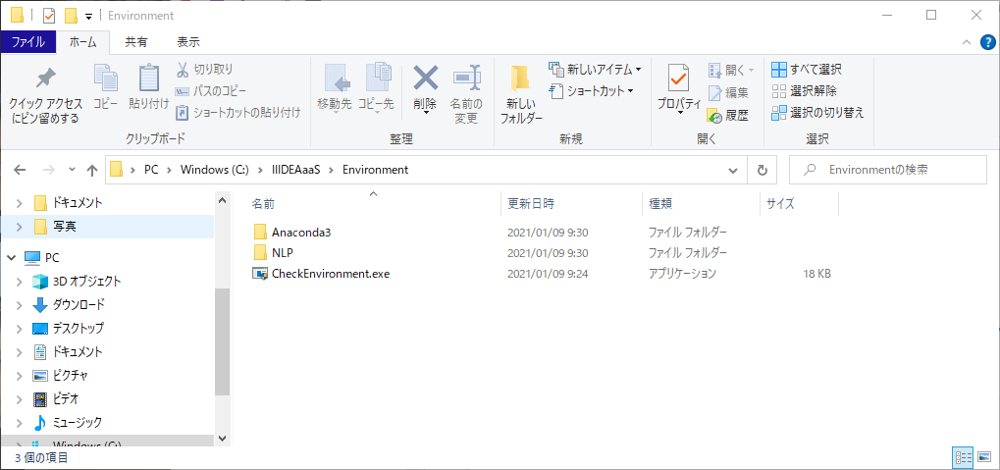 Environment
ファイル ホーム 共有 表示
クイック アクセス
にピン留めする
コピー
貼り付け
切り取り
パスのコピー
ショートカットの貼り付け
クリップボード
移動先
コピー先
削除
名前の
変更
整理
新しい
フォルダー
新しいアイテム
ショートカット
新規
プロパティ
開く
編集
履歴
開く
すべて選択
選択解除
選択の切り替え
選択
PC Windows (C:) IIIDEAaaS Environment
Environmentの検索
ドキュメント
写真
PC
3D オブジェクト
ダウンロード
デスクトップ
ドキュメント
ピクチャ
ビデオ
ミュージック
Windows (C:)
名前 更新日時 種類 サイズ
Anaconda3 2021/01/09 9:30 ファイル フォルダー
NLP 2021/01/09 9:30 ファイル フォルダー
CheckEnvironment.exe 2021/01/09 9:24 アプリケーション 18 KB
3 個の項目